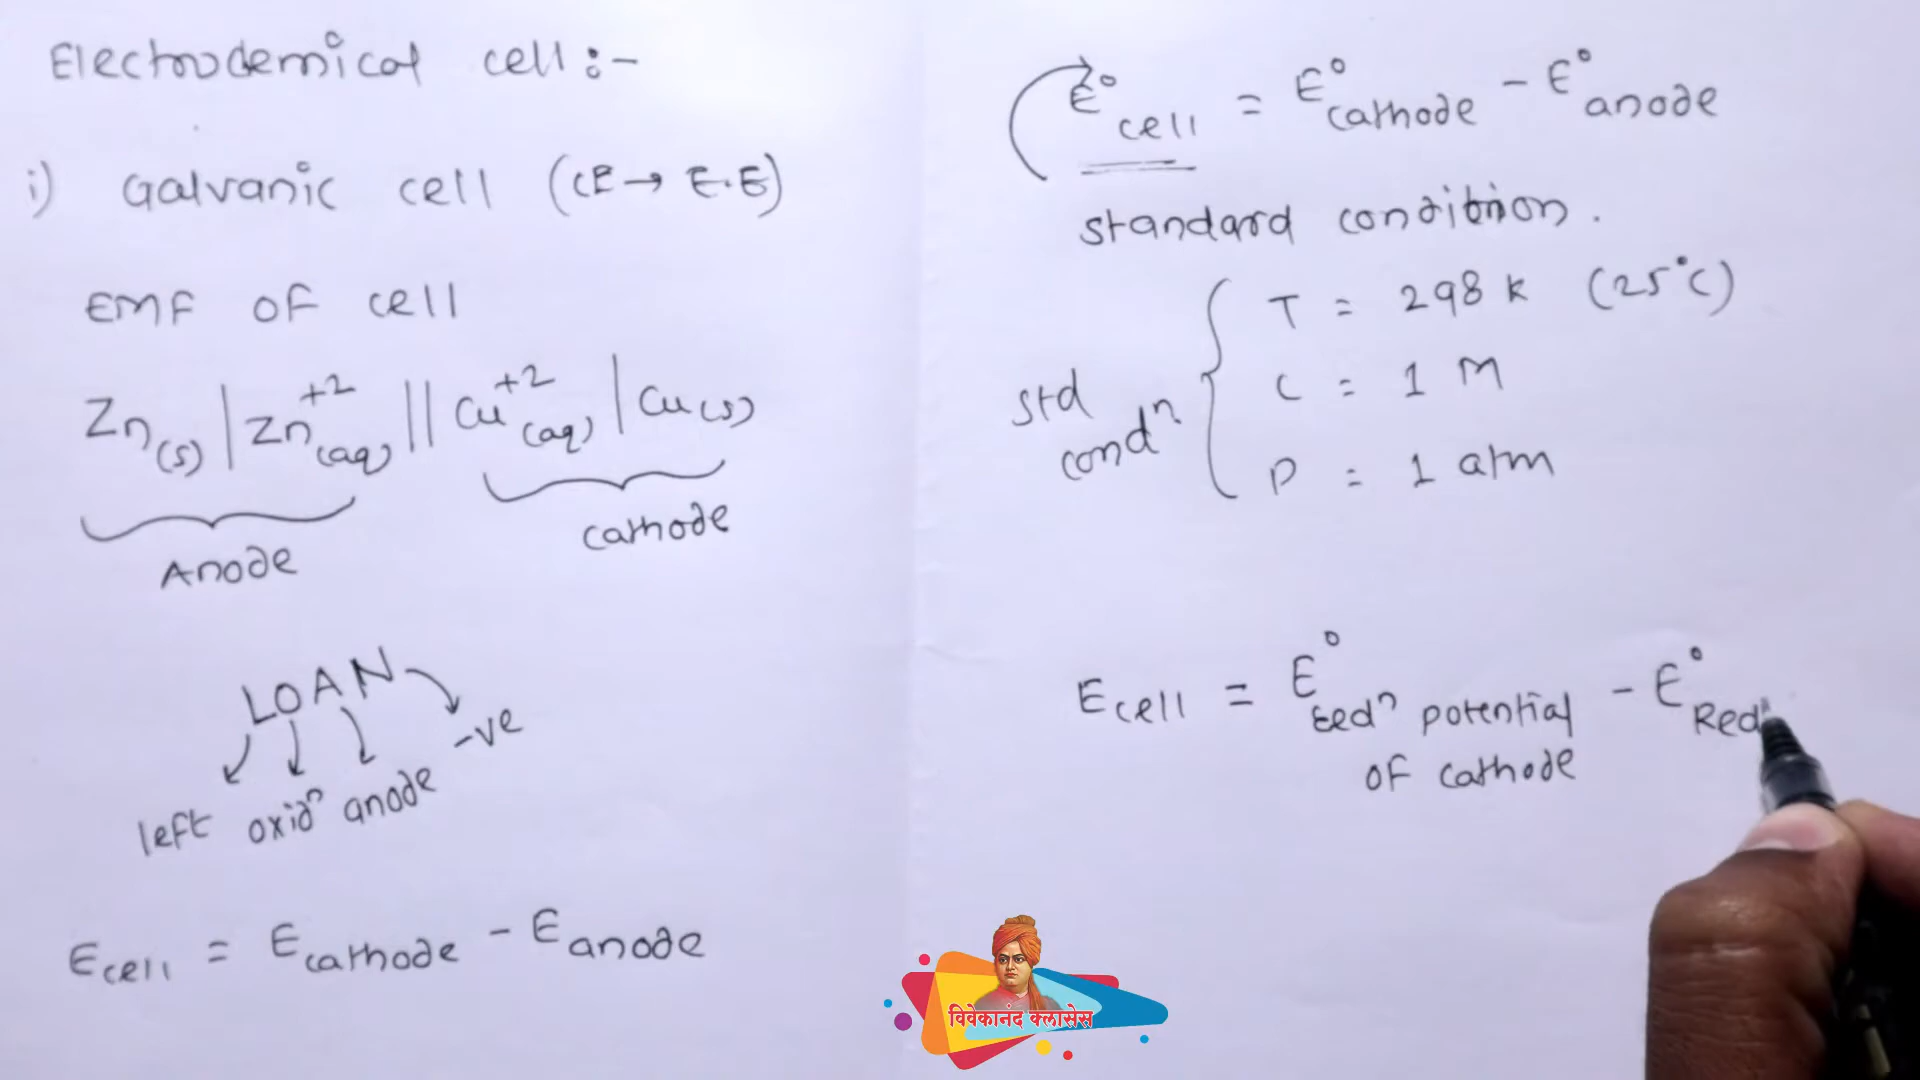 Electrodemical cell :-
i) Galvanic cell (CE → E.E)
EMF OF cell
Zn(s) | Zn+2(aq) || Cu+2(aq) | Cu(s)
Anode
cathode
LOAN
left oxidn anode -ve
Ecell = Ecathode - Eanode
E°cell = E°cathode - E°anode
standard condition.
std condn
T = 298 K (25°C)
C = 1 M
P = 1 atm
Ecell = E° redn potential - E° Red
OF cathode
विवेकानंद क्लासेस